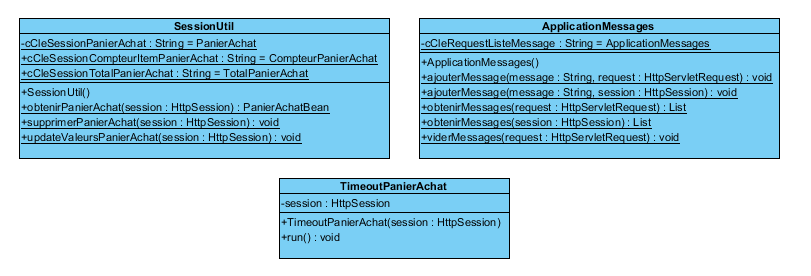 SessionUtil
-cCleSessionPanierAchat : String = PanierAchat
+cCleSessionCompteurItemPanierAchat : String = CompteurPanierAchat
+cCleSessionTotalPanierAchat : String = TotalPanierAchat
+SessionUtil()
+obtenirPanierAchat(session : HttpSession) : PanierAchatBean
+supprimerPanierAchat(session : HttpSession) : void
+updateValeursPanierAchat(session : HttpSession) : void
ApplicationMessages
-cCleRequestListeMessage : String = ApplicationMessages
+ApplicationMessages()
+ajouterMessage(message : String, request : HttpServletRequest) : void
+ajouterMessage(message : String, session : HttpSession) : void
+obtenirMessages(request : HttpServletRequest) : List
+obtenirMessages(session : HttpSession) : List
+viderMessages(request : HttpServletRequest) : void
TimeoutPanierAchat
-session : HttpSession
+TimeoutPanierAchat(session : HttpSession)
+run() : void